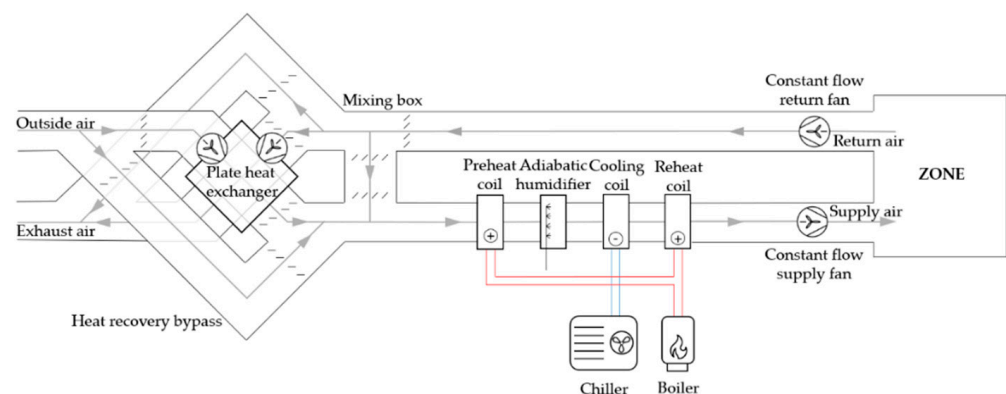 Constant flow
return fan
Mixing box
Outside air
Return air
Plate heat
exchanger
Preheat
coil
Adiabatic
humidifier
Cooling
coil
Reheat
coil
ZONE
Supply air
Exhaust air
Constant flow
supply fan
Heat recovery bypass
Chiller
Boiler